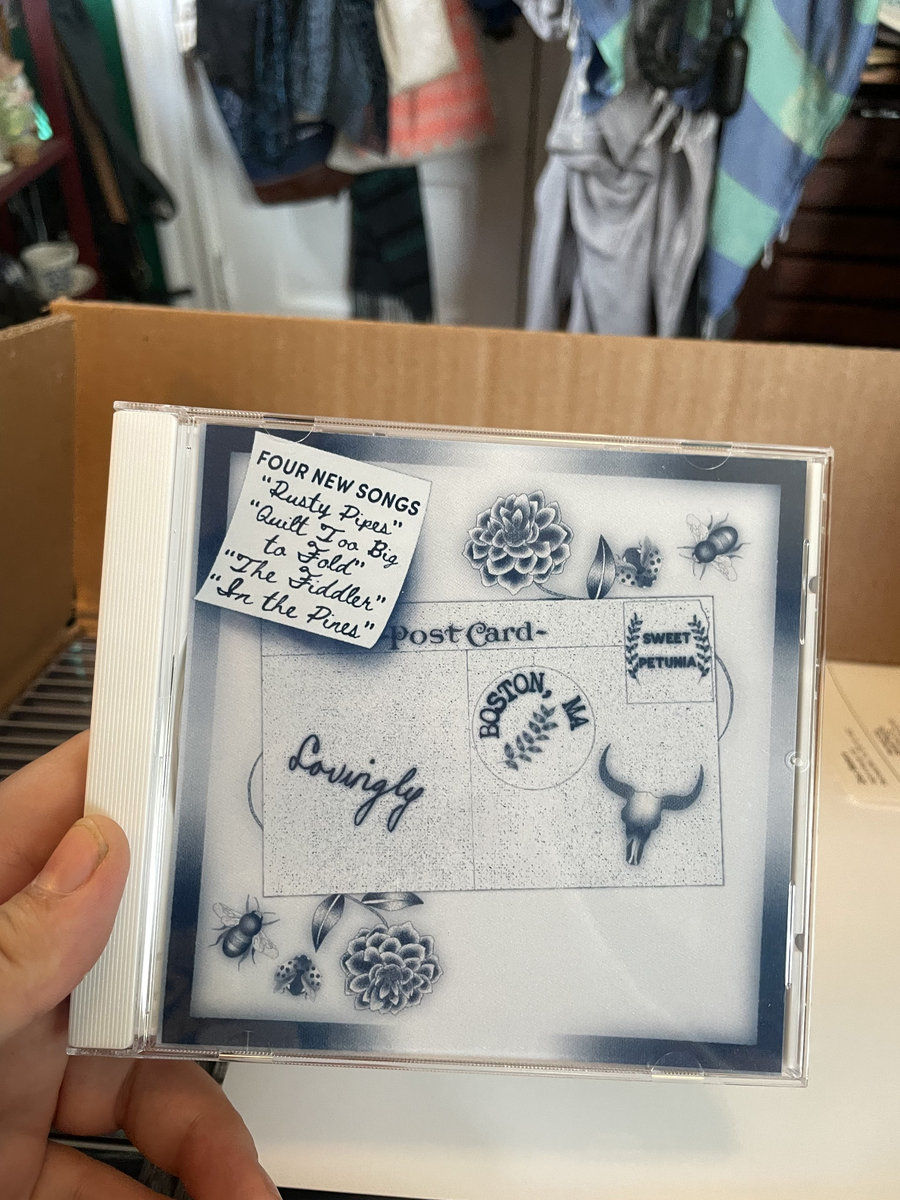 FOUR NEW SONGS
"Rusty Pipes"
"Quilt Too Big
to Fold"
"The Fiddler"
"In the Pines"
-post Card-
SWEET
PETUNIA
BOSTON, MA
Lovingly